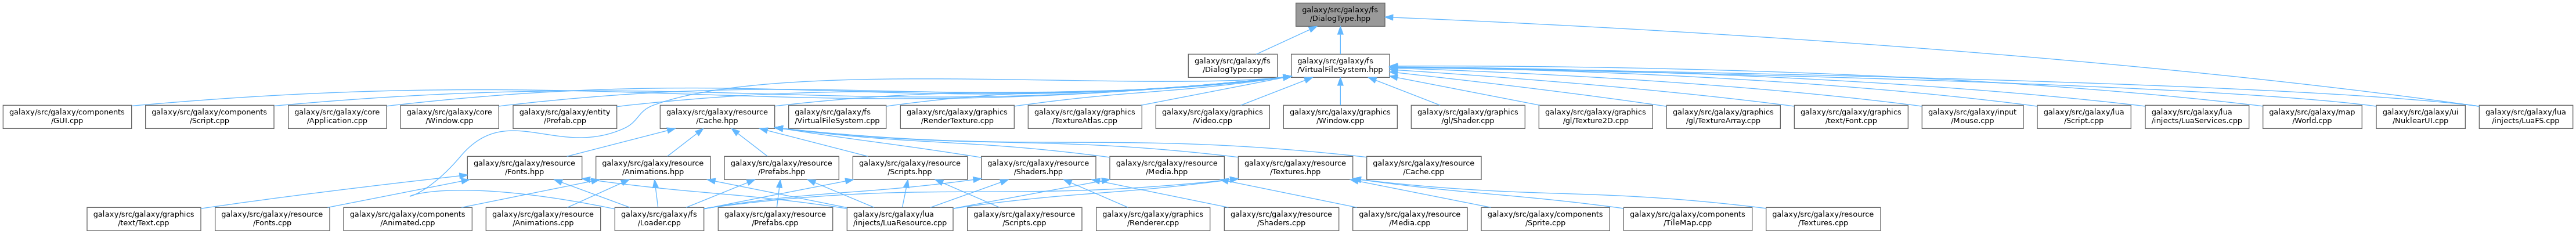 galaxy/src/galaxy/fs
/DialogType.hpp
galaxy/src/galaxy/fs
/DialogType.cpp
galaxy/src/galaxy/fs
/VirtualFileSystem.hpp
galaxy/src/galaxy/components
/GUI.cpp
galaxy/src/galaxy/components
/Script.cpp
galaxy/src/galaxy/core
/Application.cpp
galaxy/src/galaxy/core
/Window.cpp
galaxy/src/galaxy/entity
/Prefab.cpp
galaxy/src/galaxy/resource
/Cache.hpp
galaxy/src/galaxy/fs
/VirtualFileSystem.cpp
galaxy/src/galaxy/graphics
/RenderTexture.cpp
galaxy/src/galaxy/graphics
/TextureAtlas.cpp
galaxy/src/galaxy/graphics
/Video.cpp
galaxy/src/galaxy/graphics
/Window.cpp
galaxy/src/galaxy/graphics
/gl/Shader.cpp
galaxy/src/galaxy/graphics
/gl/Texture2D.cpp
galaxy/src/galaxy/graphics
/gl/TextureArray.cpp
galaxy/src/galaxy/graphics
/text/Font.cpp
galaxy/src/galaxy/input
/Mouse.cpp
galaxy/src/galaxy/lua
/Script.cpp
galaxy/src/galaxy/lua
/injects/LuaServices.cpp
galaxy/src/galaxy/map
/World.cpp
galaxy/src/galaxy/ui
/NuklearUI.cpp
galaxy/src/galaxy/lua
/injects/LuaFS.cpp
galaxy/src/galaxy/resource
/Fonts.hpp
galaxy/src/galaxy/resource
/Animations.hpp
galaxy/src/galaxy/resource
/Prefabs.hpp
galaxy/src/galaxy/resource
/Scripts.hpp
galaxy/src/galaxy/resource
/Shaders.hpp
galaxy/src/galaxy/resource
/Media.hpp
galaxy/src/galaxy/resource
/Textures.hpp
galaxy/src/galaxy/resource
/Cache.cpp
galaxy/src/galaxy/graphics
/text/Text.cpp
galaxy/src/galaxy/resource
/Fonts.cpp
galaxy/src/galaxy/components
/Animated.cpp
galaxy/src/galaxy/resource
/Animations.cpp
galaxy/src/galaxy/fs
/Loader.cpp
galaxy/src/galaxy/resource
/Prefabs.cpp
galaxy/src/galaxy/lua
/injects/LuaResource.cpp
galaxy/src/galaxy/resource
/Scripts.cpp
galaxy/src/galaxy/graphics
/Renderer.cpp
galaxy/src/galaxy/resource
/Shaders.cpp
galaxy/src/galaxy/resource
/Media.cpp
galaxy/src/galaxy/components
/Sprite.cpp
galaxy/src/galaxy/components
/TileMap.cpp
galaxy/src/galaxy/resource
/Textures.cpp